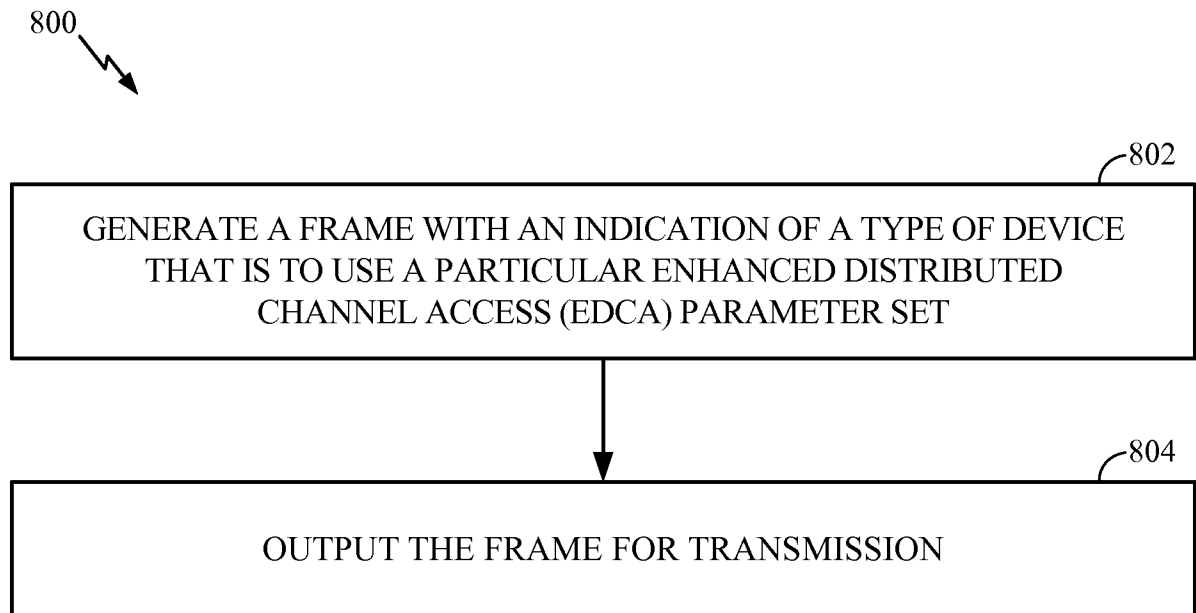 800
802
GENERATE A FRAME WITH AN INDICATION OF A TYPE OF DEVICE
THAT IS TO USE A PARTICULAR ENHANCED DISTRIBUTED
CHANNEL ACCESS (EDCA) PARAMETER SET
804
OUTPUT THE FRAME FOR TRANSMISSION